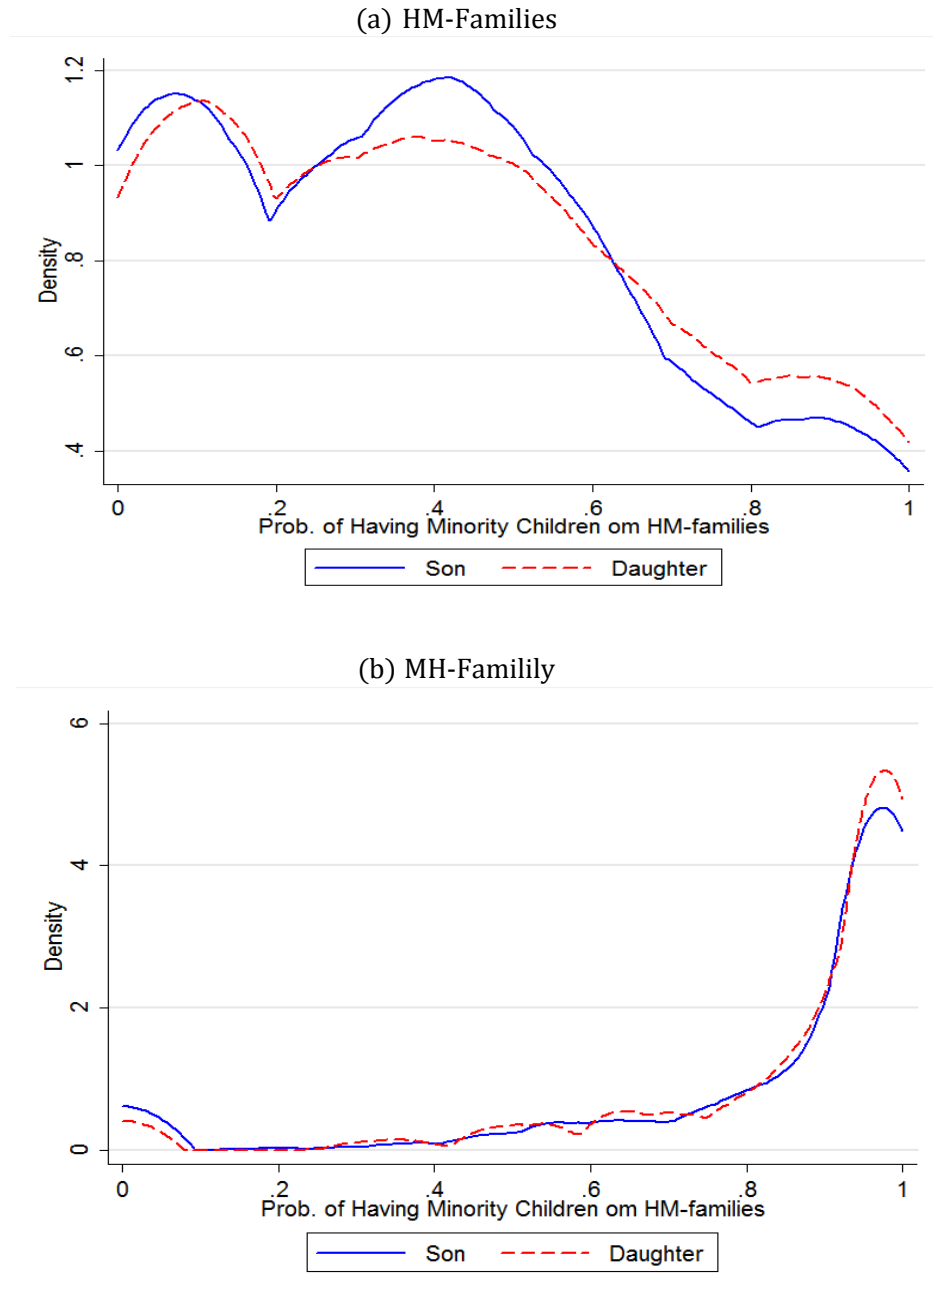 (a) HM-Families
1.2
1
.8
.6
.4
Density
0 .2 .4 .6 .8 1
Prob. of Having Minority Children om HM-families
Son Daughter
(b) MH-Familily
6
4
2
0
Density
0 .2 .4 .6 .8 1
Prob. of Having Minority Children om HM-families
Son Daughter